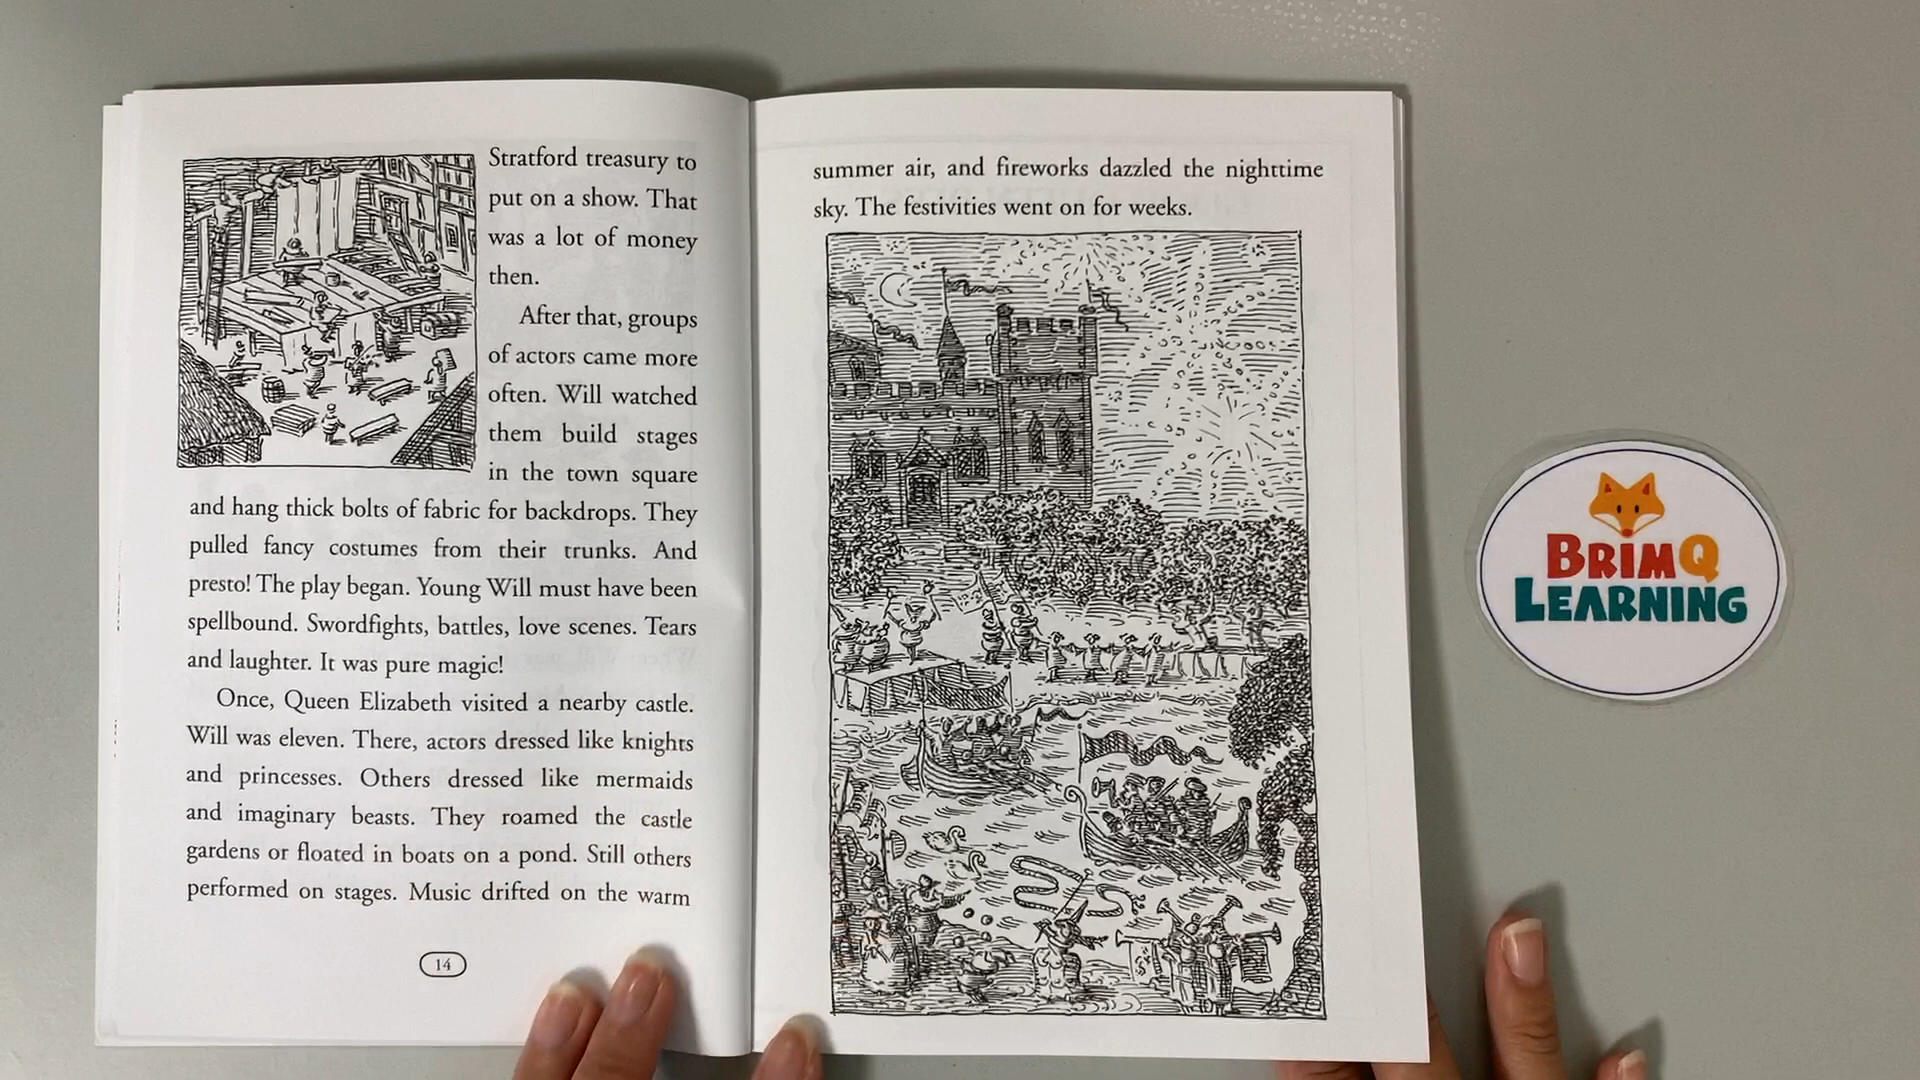 Stratford treasury to
put on a show. That
was a lot of money
then.
After that, groups
of actors came more
often. Will watched
them build stages
in the town square
and hang thick bolts of fabric for backdrops. They
pulled fancy costumes from their trunks. And
presto! The play began. Young Will must have been
spellbound. Swordfights, battles, love scenes. Tears
and laughter. It was pure magic!
Once, Queen Elizabeth visited a nearby castle.
Will was eleven. There, actors dressed like knights
and princesses. Others dressed like mermaids
and imaginary beasts. They roamed the castle
gardens or floated in boats on a pond. Still others
performed on stages. Music drifted on the warm
14
summer air, and fireworks dazzled the nighttime
sky. The festivities went on for weeks.
BRIMQ
LEARNING